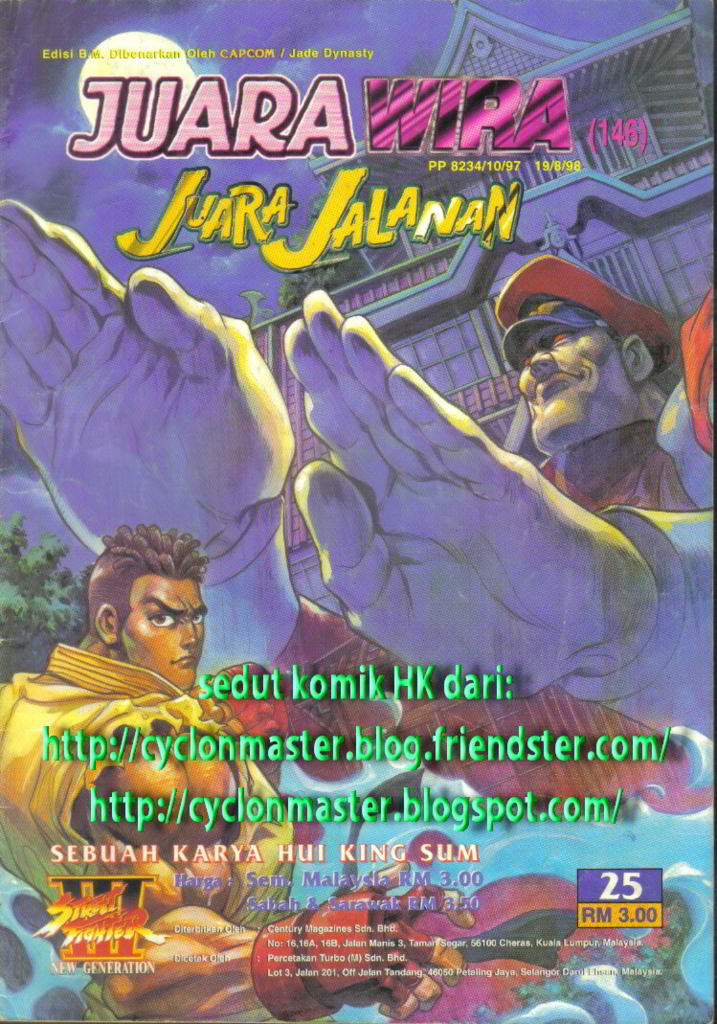 Edisi B.M. Dibenarkan Oleh CAPCOM / Jade Dynasty
JUARA WIRA (146)
PP 8234/10/97 19/8/98
JUARA JALANAN
sedut komik HK dari:
http://cyclonmaster.blog.friendster.com/
http://cyclonmaster.blogspot.com/
SEBUAH KARYA HUI KING SUM
Harga : Sem. Malaysia RM 3.00
Sabah & Sarawak RM 3.50
25
RM 3.00
III
STREET FIGHTER
NEW GENERATION
Diterbitkan Oleh : Century Magazines Sdn. Bhd.
No: 16,16A, 16B, Jalan Manis 3, Taman Segar, 56100 Cheras, Kuala Lumpur, Malaysia.
Dicetak Oleh : Percetakan Turbo (M) Sdn. Bhd.
Lot 3, Jalan 201, Off Jalan Tandang, 46050 Petaling Jaya, Selangor Darul Ehsan, Malaysia.